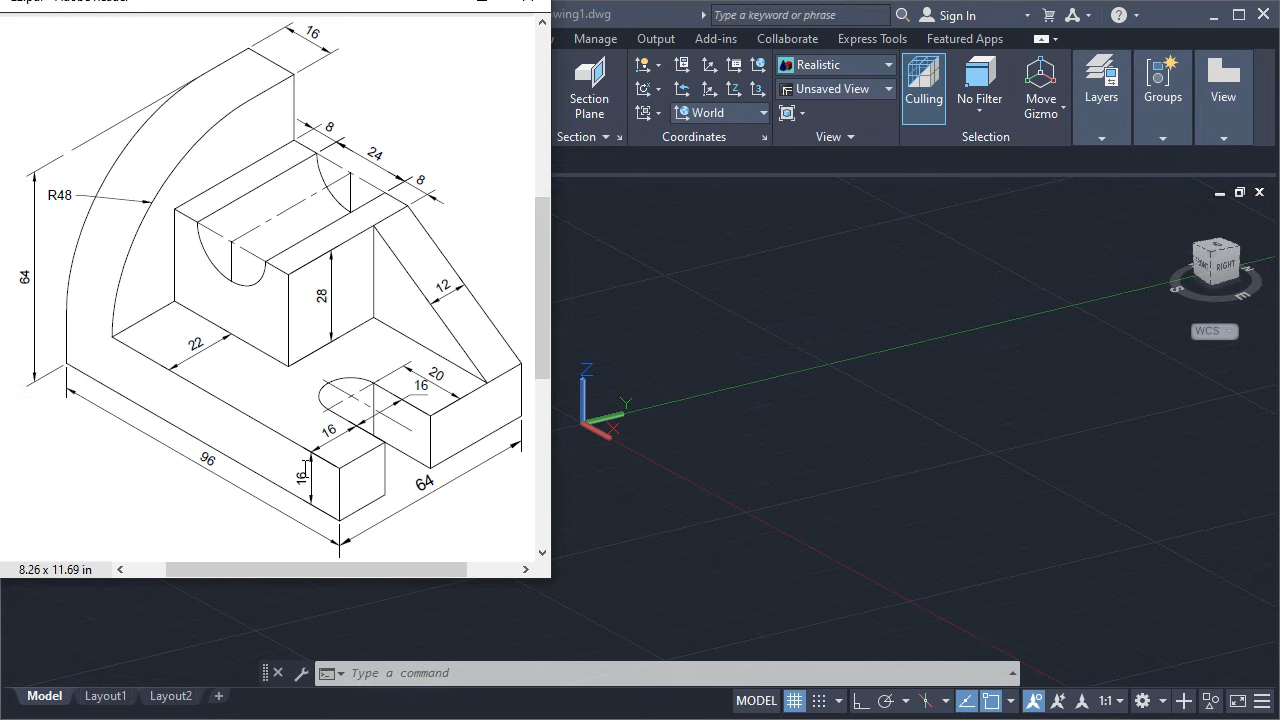 wing1.dwg
Type a keyword or phrase
Sign In
Manage
Output
Add-ins
Collaborate
Express Tools
Featured Apps
Section
Plane
Section
World
Coordinates
Realistic
Unsaved View
View
Culling
No Filter
Move
Gizmo
Selection
Layers
Groups
View
16
8
24
8
R48
64
28
12
22
20
16
16
16
96
64
8.26 x 11.69 in
RIGHT
S
E
WCS
Z
Y
X
Type a command
Model
Layout1
Layout2
MODEL
1:1